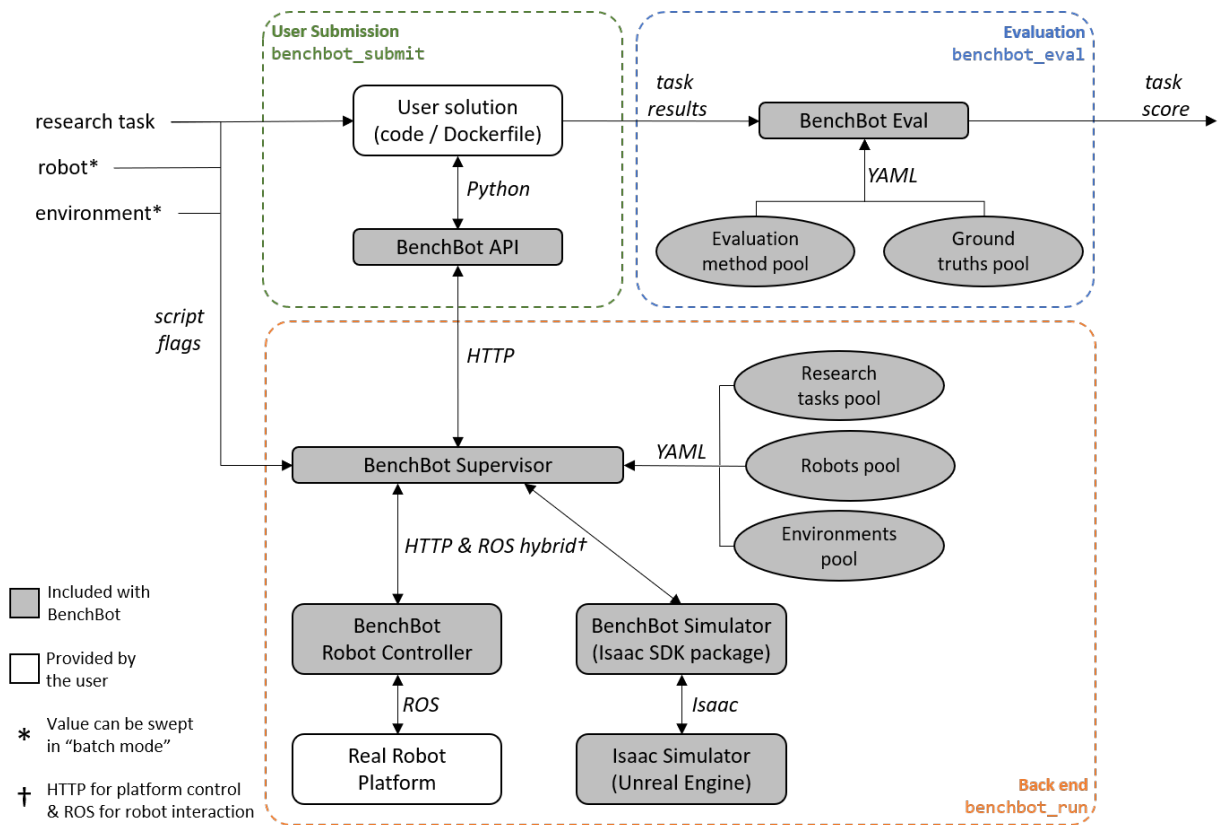 User Submission
benchbot_submit
Evaluation
benchbot_eval
research task
robot*
environment*
User solution
(code / Dockerfile)
task
results
BenchBot Eval
task
score
Python
YAML
BenchBot API
Evaluation
method pool
Ground
truths pool
script
flags
HTTP
Research
tasks pool
BenchBot Supervisor
YAML
Robots pool
Environments
pool
HTTP & ROS hybrid†
BenchBot
Robot Controller
BenchBot Simulator
(Isaac SDK package)
ROS
Isaac
Real Robot
Platform
Isaac Simulator
(Unreal Engine)
Back end
benchbot_run
Included with
BenchBot
Provided by
the user
* Value can be swept
in “batch mode”
† HTTP for platform control
& ROS for robot interaction